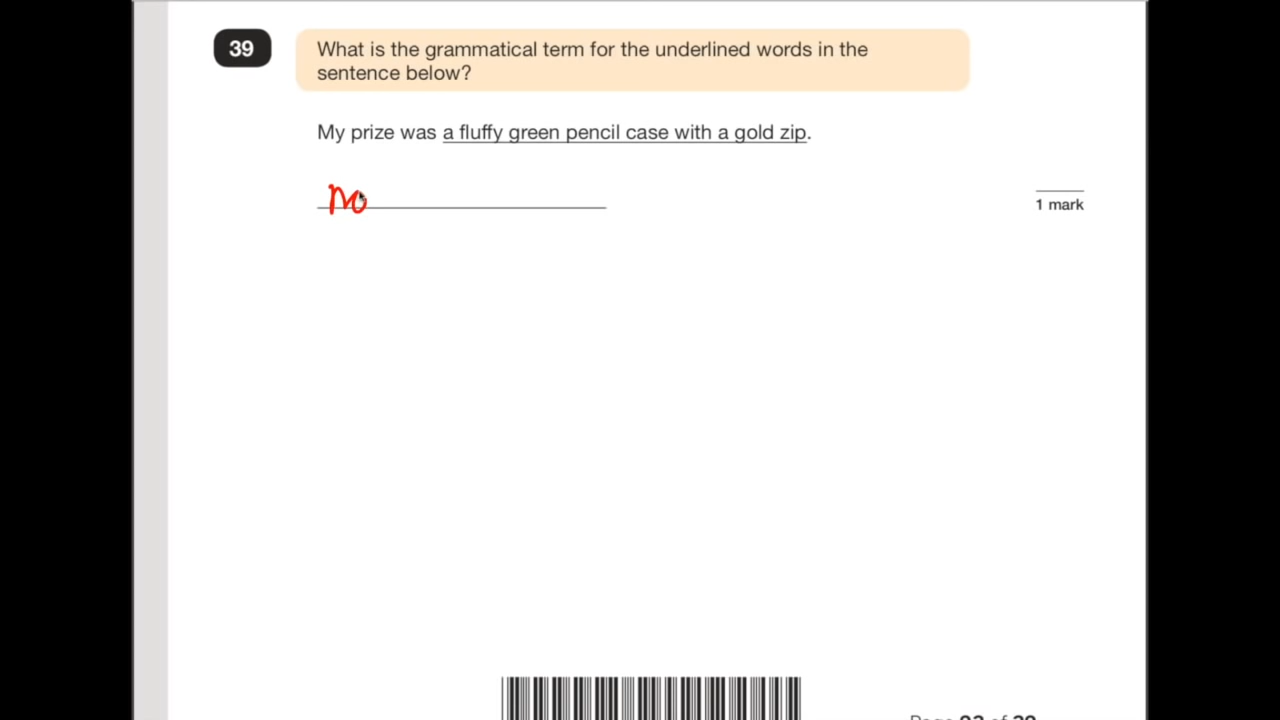 39
What is the grammatical term for the underlined words in the
sentence below?
My prize was a fluffy green pencil case with a gold zip.
no
1 mark